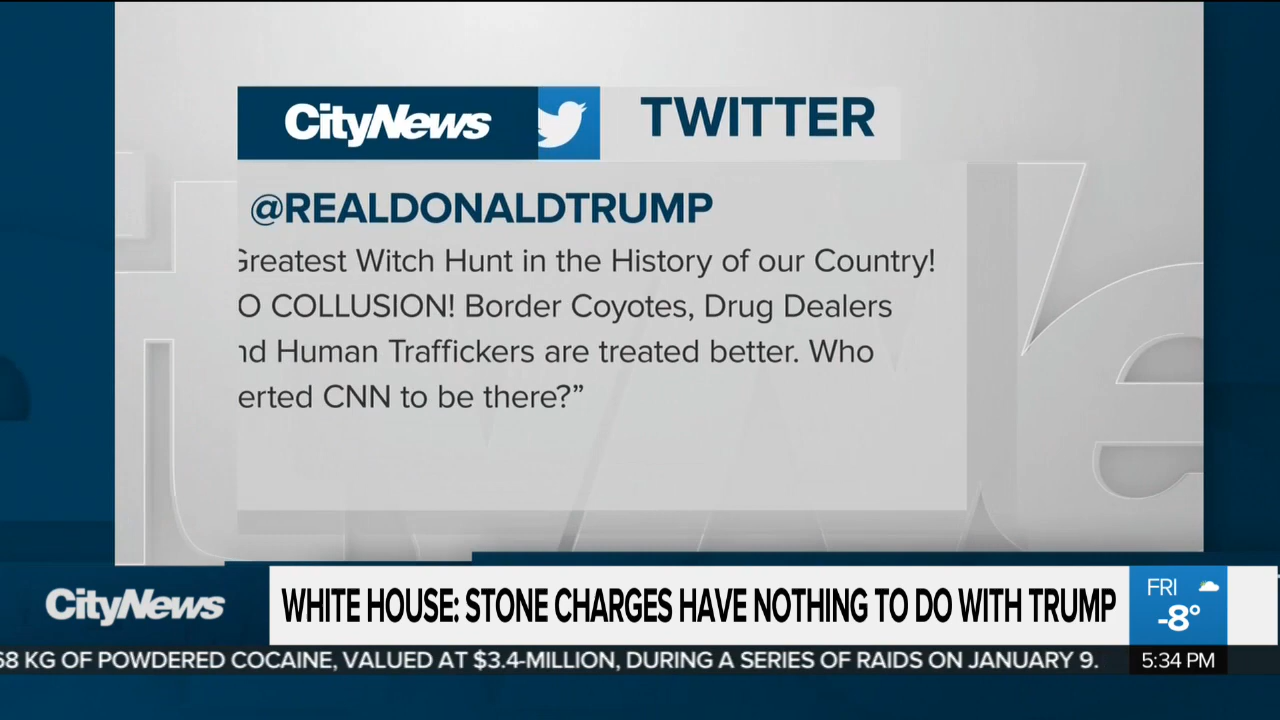 CityNews
TWITTER
@REALDONALDTRUMP
Greatest Witch Hunt in the History of our Country!
O COLLUSION! Border Coyotes, Drug Dealers
nd Human Traffickers are treated better. Who
erted CNN to be there?”
CityNews
WHITE HOUSE: STONE CHARGES HAVE NOTHING TO DO WITH TRUMP
FRI
-8°
68 KG OF POWDERED COCAINE, VALUED AT $3.4-MILLION, DURING A SERIES OF RAIDS ON JANUARY 9.
5:34 PM